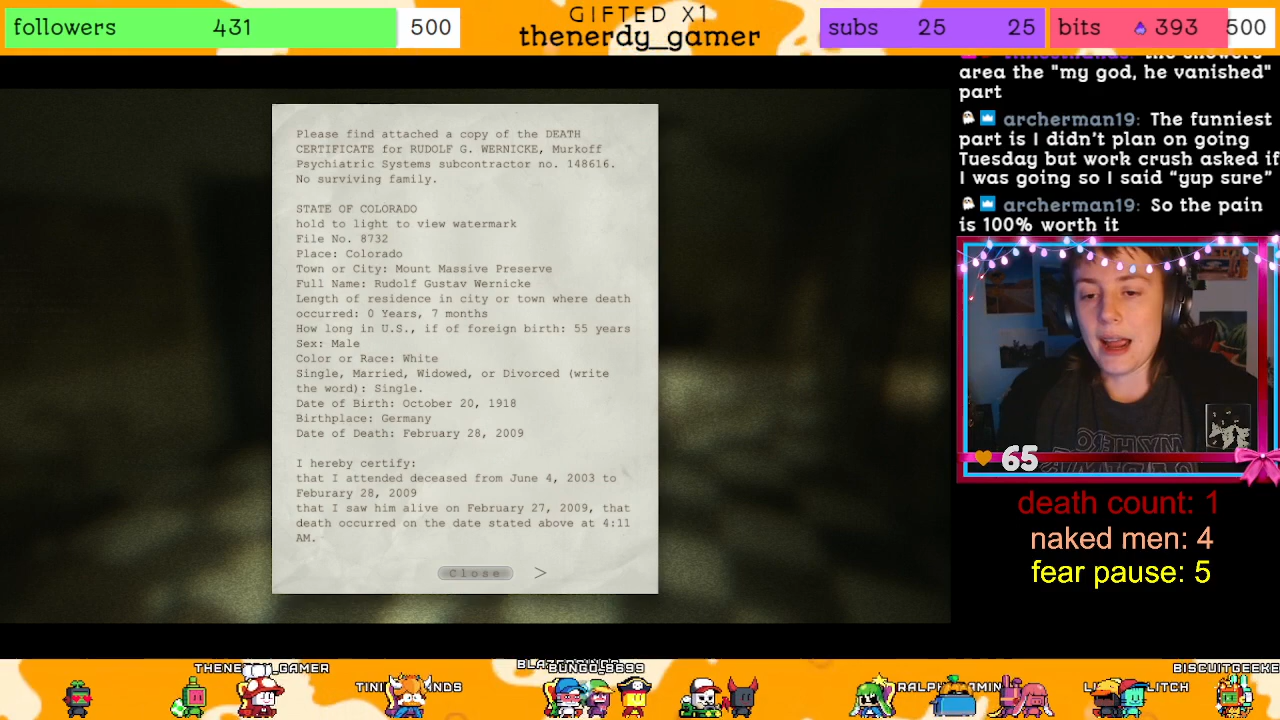 followers 431 500
GIFTED X1
thenerdy_gamer
subs 25 25
bits 393 500
area the "my god, he vanished"
part
archerman19: The funniest
part is I didn't plan on going
Tuesday but work crush asked if
I was going so I said "yup sure"
archerman19: So the pain
is 100% worth it
Please find attached a copy of the DEATH
CERTIFICATE for RUDOLF G. WERNICKE, Murkoff
Psychiatric Systems subcontractor no. 148616.
No surviving family.
STATE OF COLORADO
hold to light to view watermark
File No. 8732
Place: Colorado
Town or City: Mount Massive Preserve
Full Name: Rudolf Gustav Wernicke
Length of residence in city or town where death
occurred: 0 Years, 7 months
How long in U.S., if of foreign birth: 55 years
Sex: Male
Color or Race: White
Single, Married, Widowed, or Divorced (write
the word): Single.
Date of Birth: October 20, 1918
Birthplace: Germany
Date of Death: February 28, 2009
I hereby certify:
that I attended deceased from June 4, 2003 to
Feburary 28, 2009
that I saw him alive on February 27, 2009, that
death occurred on the date stated above at 4:11
AM.
Close >
65
death count: 1
naked men: 4
fear pause: 5